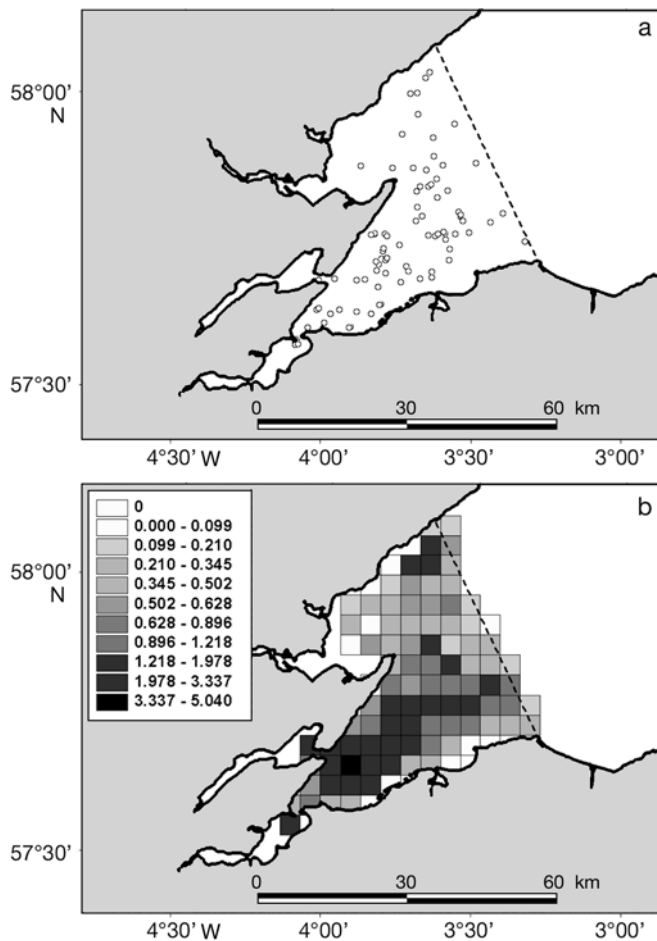 a
58°00'
N
57°30'
0 30 60 km
4°30' W 4°00' 3°30' 3°00'
b
0
0.000 - 0.099
0.099 - 0.210
0.210 - 0.345
0.345 - 0.502
0.502 - 0.628
0.628 - 0.896
0.896 - 1.218
1.218 - 1.978
1.978 - 3.337
3.337 - 5.040
58°00'
N
57°30'
0 30 60 km
4°30' W 4°00' 3°30' 3°00'